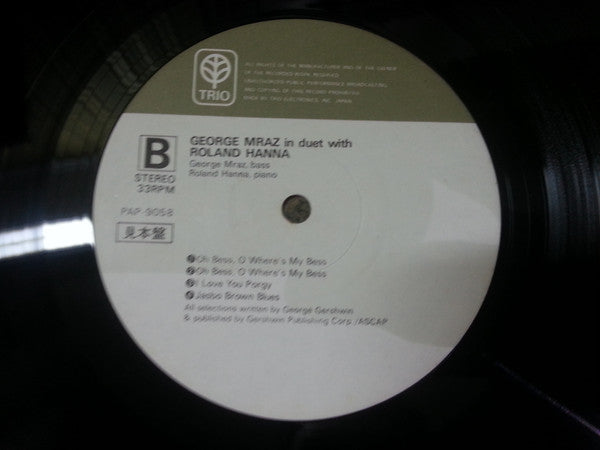 TRIO
ALL RIGHTS OF THE MANUFACTURER AND OF THE OWNER
OF THE RECORDED WORK RESERVED
UNAUTHORIZED PUBLIC PERFORMANCE BROADCASTING
AND COPYING OF THIS RECORD PROHIBITED
MADE BY TRIO ELECTRONICS, INC. JAPAN
B
STEREO
33RPM
PAP-9058
見本盤
GEORGE MRAZ in duet with
ROLAND HANNA
George Mraz, bass
Roland Hanna, piano
Oh Bess, O Where's My Bess
Oh Bess, O Where's My Bess
I Love You Porgy
Jasbo Brown Blues
All selections written by George Gershwin
& published by Gershwin Publishing Corp./ASCAP